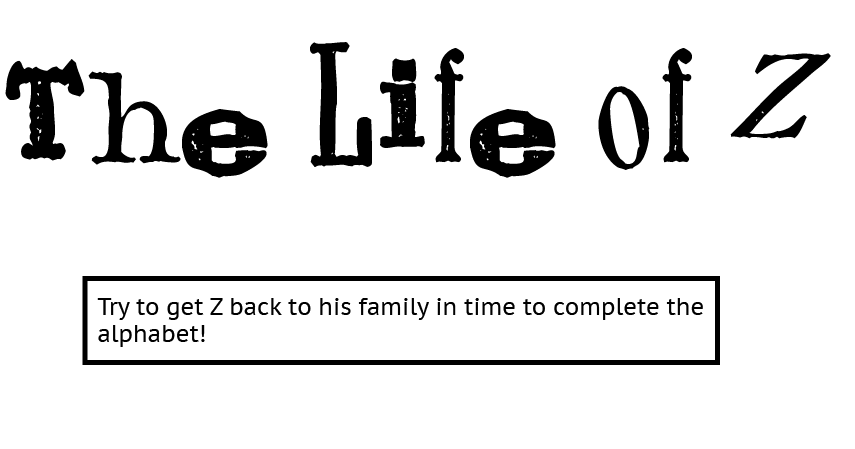 The Life of Z
Try to get Z back to his family in time to complete the
alphabet!